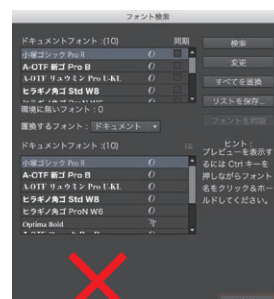 フォント検索
ドキュメントフォント:(10) 同期
小塚ゴシック Pro R
A-OTF 新ゴ Pro B
A-OTF リュウミン Pro U-KL
ヒラギノ角ゴ Std W8
環境に無いフォント:0
置換するフォント: ドキュメント
ドキュメントフォント:(10)
小塚ゴシック Pro R
A-OTF 新ゴ Pro B
A-OTF リュウミン Pro U-KL
ヒラギノ角ゴ Std W8
ヒラギノ角ゴ ProN W6
Optima Bold
検索
変更
すべてを置換
リストを保存...
フォントを同期
ヒント:
プレビューを表示す
るには Ctrl キーを
押しながらフォント
名をクリック&ホー
ルドしてください。